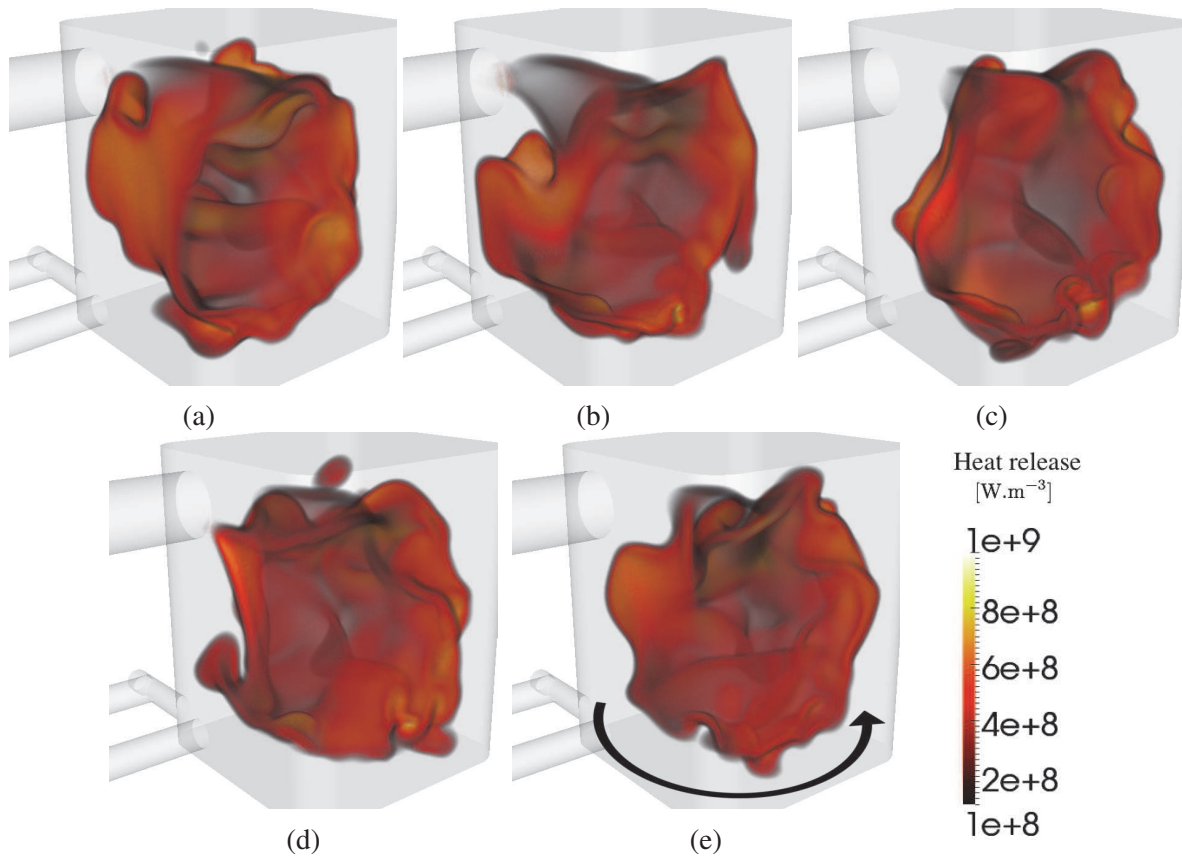 (a)
(b)
(c)
Heat release
[W.m⁻³]
1e+9
8e+8
6e+8
4e+8
2e+8
1e+8
(d)
(e)